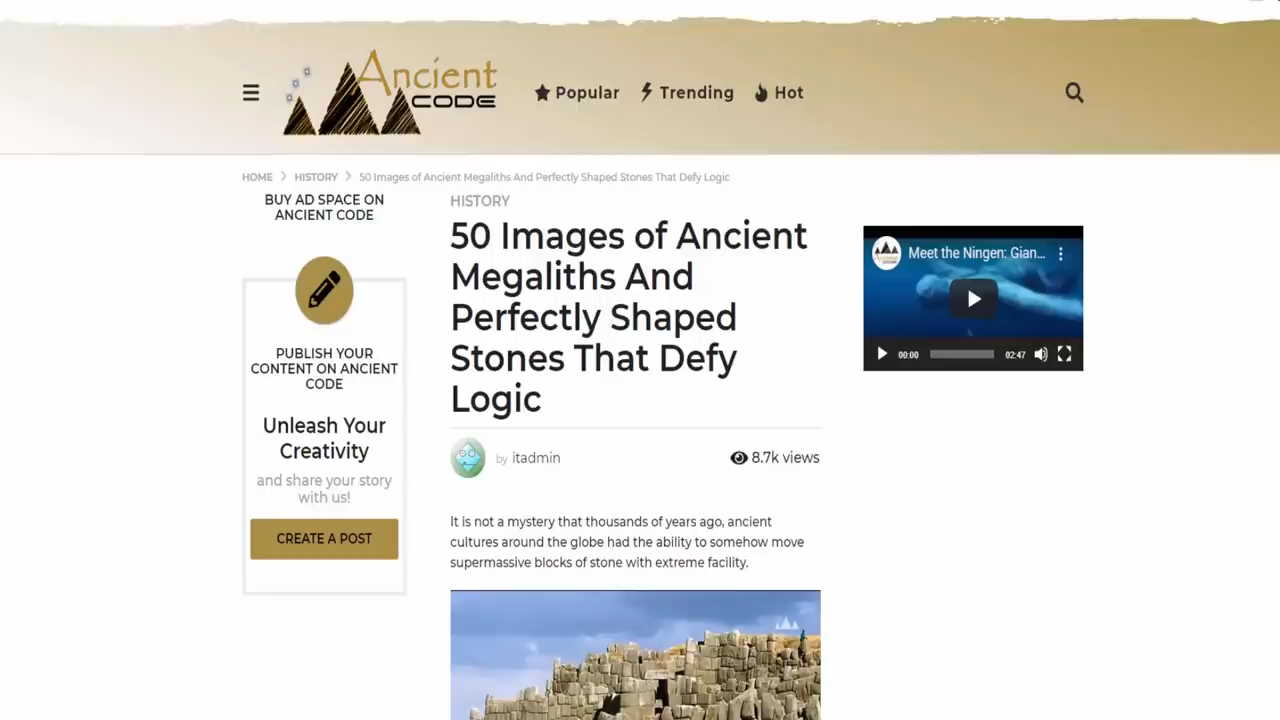 Ancient
CODE
Popular
Trending
Hot
HOME
HISTORY
50 Images of Ancient Megaliths And Perfectly Shaped Stones That Defy Logic
BUY AD SPACE ON
ANCIENT CODE
PUBLISH YOUR
CONTENT ON ANCIENT
CODE
Unleash Your
Creativity
and share your story
with us!
CREATE A POST
HISTORY
50 Images of Ancient
Megaliths And
Perfectly Shaped
Stones That Defy
Logic
by itadmin
8.7k views
It is not a mystery that thousands of years ago, ancient
cultures around the globe had the ability to somehow move
supermassive blocks of stone with extreme facility.
Meet the Ningen: Gian...
00:00
02:47